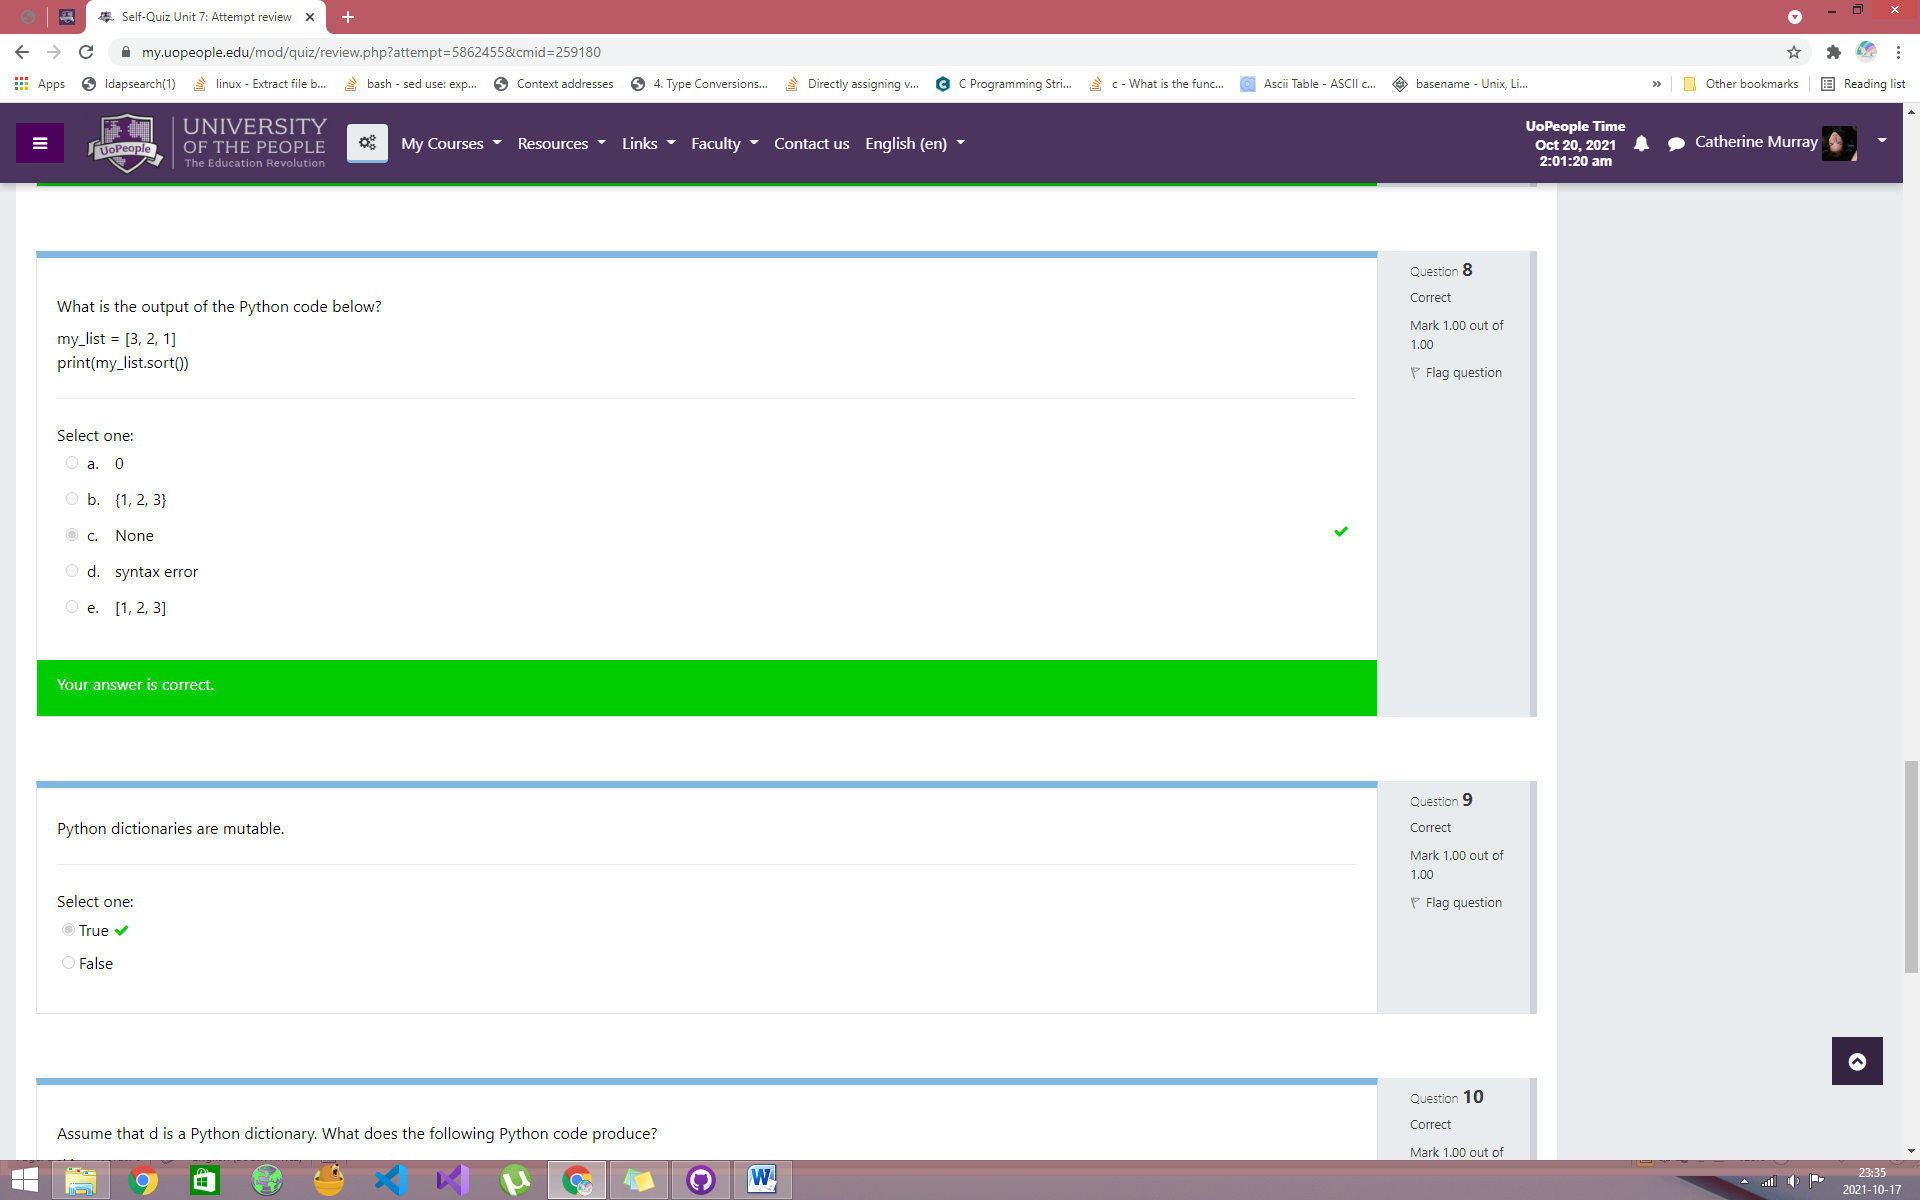 Self-Quiz Unit 7: Attempt review
my.uopeople.edu/mod/quiz/review.php?attempt=5862455&cmid=259180
Apps
ldapsearch(1)
linux - Extract file b...
bash - sed use: exp...
Context addresses
4. Type Conversions...
Directly assigning v...
C Programming Stri...
c - What is the func...
Ascii Table - ASCII c...
basename - Unix, Li...
»
Other bookmarks
Reading list
UoPeople
UNIVERSITY
OF THE PEOPLE
The Education Revolution
My Courses
Resources
Links
Faculty
Contact us
English (en)
UoPeople Time
Oct 20, 2021
2:01:20 am
Catherine Murray
What is the output of the Python code below?
my_list = [3, 2, 1]
print(my_list.sort())
Select one:
a. 0
b. {1, 2, 3}
c. None
d. syntax error
e. [1, 2, 3]
Your answer is correct.
Question 8
Correct
Mark 1.00 out of
1.00
Flag question
Python dictionaries are mutable.
Select one:
True
False
Question 9
Correct
Mark 1.00 out of
1.00
Flag question
Assume that d is a Python dictionary. What does the following Python code produce?
Question 10
Correct
Mark 1.00 out of
23:35
2021-10-17